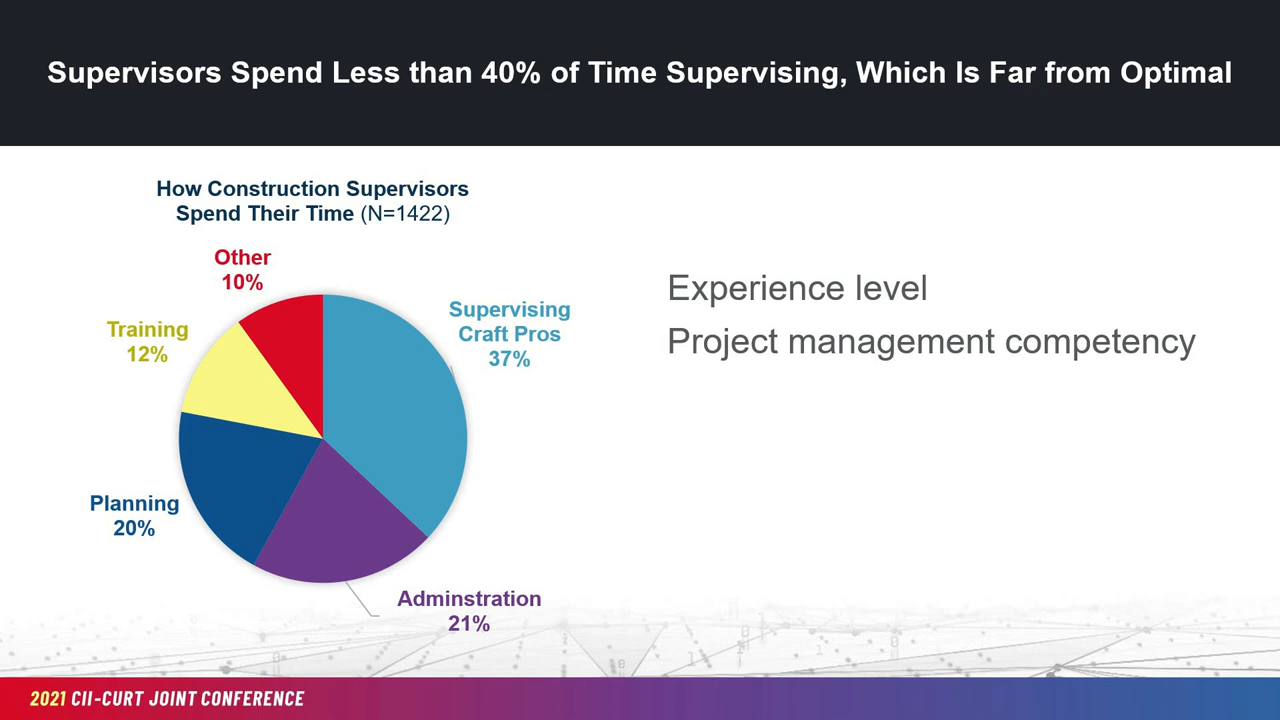 Supervisors Spend Less than 40% of Time Supervising, Which Is Far from Optimal
How Construction Supervisors
Spend Their Time (N=1422)
Other
10%
Supervising
Craft Pros
37%
Training
12%
Planning
20%
Adminstration
21%
Experience level
Project management competency
2021 CII-CURT JOINT CONFERENCE